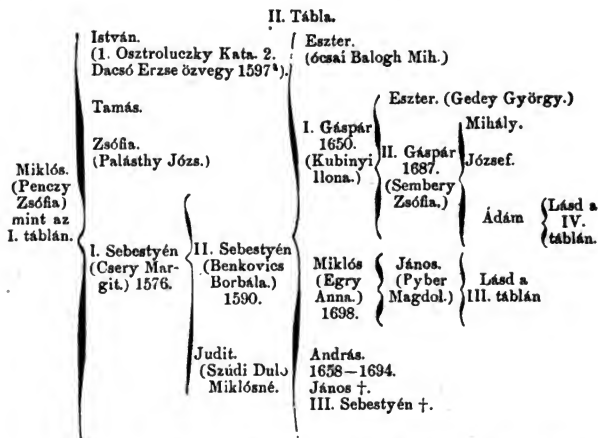 II. Tábla.
Miklós.
(Penczy
Zsófia)
mint az
I. táblán.
István.
(1. Osztroluczky Kata. 2.
Dacsó Erzse özvegy 1597⁴).
Tamás.
Zsófia.
(Palásthy Józs.)
I. Sebestyén
(Csery Mar-
git.) 1576.
II. Sebestyén
(Benkovics
Borbála.)
1590.
Judit.
(Szúdi Dulo
Miklósné.
Eszter.
(ócsai Balogh Mih.)
I. Gáspár
1650.
(Kubinyi
Ilona.)
Eszter. (Gedey György.)
II. Gáspár
1687.
(Sembery
Zsófia.)
Mihály.
József.
Ádám
(Lásd a
IV.
táblán.
Miklós
(Egry
Anna.)
1698.
János.
(Pyber
Magdol.)
Lásd a
III. táblán
András.
1658—1694.
János †.
III. Sebestyén †.